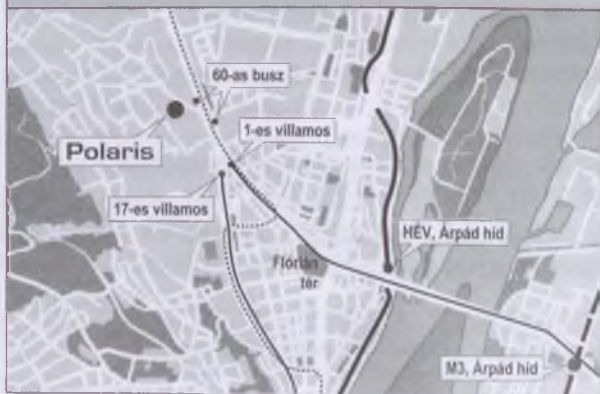 60-as busz
1-es villamos
Polaris
17-es villamos
HÉV, Árpád híd
Flórián
tér
M3, Árpád híd